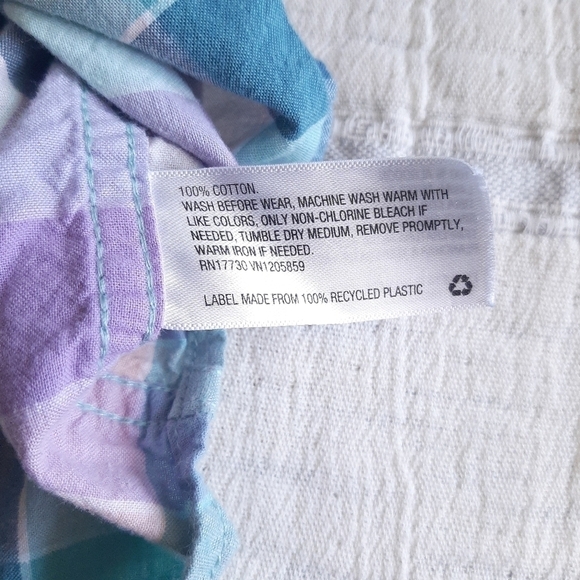 100% COTTON.
WASH BEFORE WEAR, MACHINE WASH WARM WITH
LIKE COLORS, ONLY NON-CHLORINE BLEACH IF
NEEDED, TUMBLE DRY MEDIUM, REMOVE PROMPTLY,
WARM IRON IF NEEDED.
RN17730 VN1205859
LABEL MADE FROM 100% RECYCLED PLASTIC